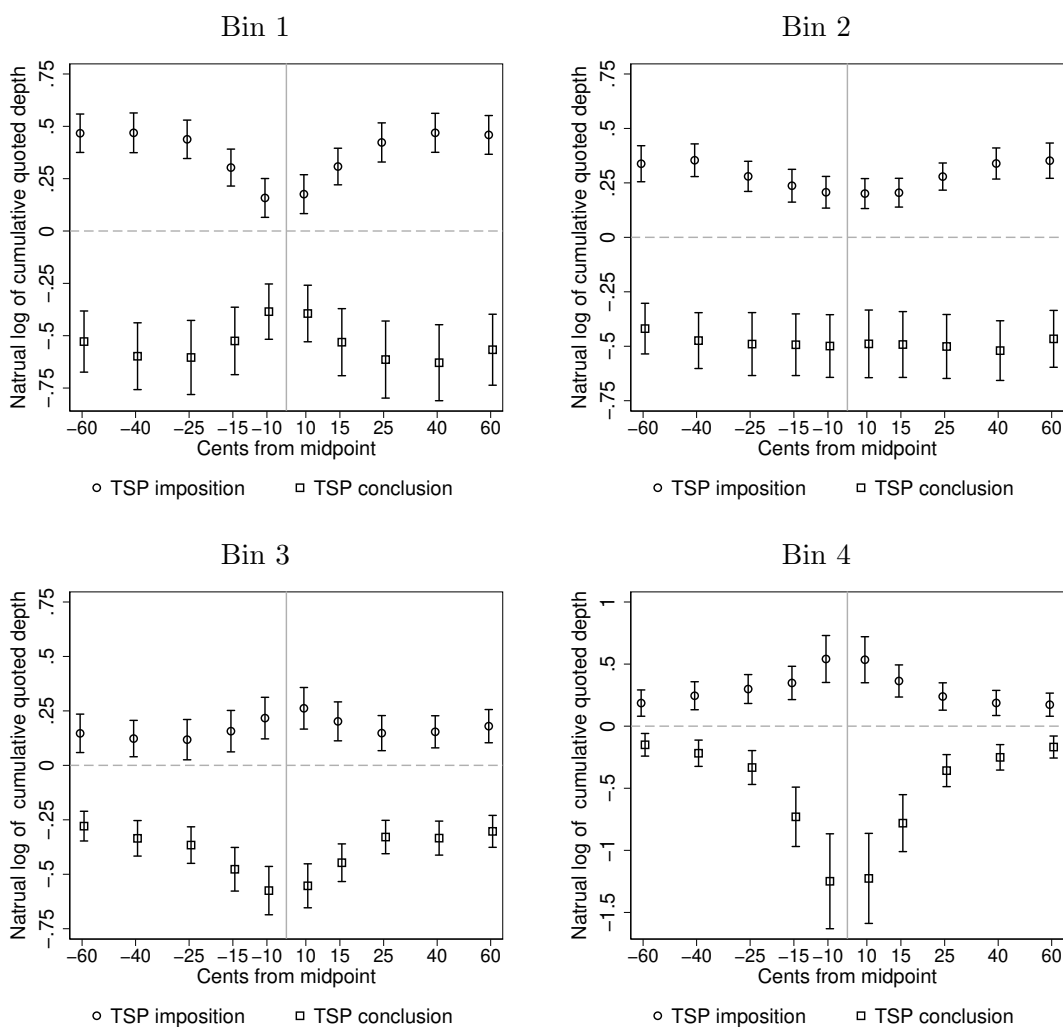 Bin 1
Natrual log of cumulative quoted depth
.75
.5
.25
0
-.25
-.5
-.75
-60 -40 -25 -15 -10 10 15 25 40 60
Cents from midpoint
TSP imposition TSP conclusion
Bin 2
Natrual log of cumulative quoted depth
.75
.5
.25
0
-.25
-.5
-.75
-60 -40 -25 -15 -10 10 15 25 40 60
Cents from midpoint
TSP imposition TSP conclusion
Bin 3
Natrual log of cumulative quoted depth
.75
.5
.25
0
-.25
-.5
-.75
-60 -40 -25 -15 -10 10 15 25 40 60
Cents from midpoint
TSP imposition TSP conclusion
Bin 4
Natrual log of cumulative quoted depth
1
.5
0
-.5
-1
-1.5
-60 -40 -25 -15 -10 10 15 25 40 60
Cents from midpoint
TSP imposition TSP conclusion